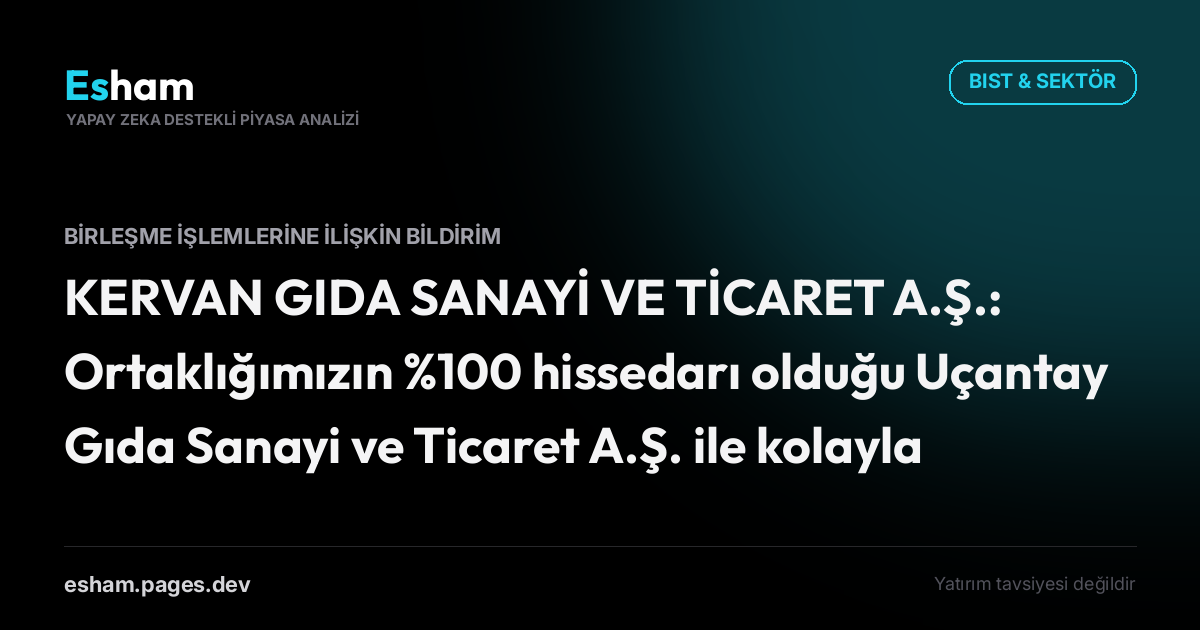 Esham
YAPAY ZEKA DESTEKLİ PİYASA ANALİZİ
BIST & SEKTÖR
BİRLEŞME İŞLEMLERİNE İLİŞKİN BİLDİRİM
KERVAN GIDA SANAYİ VE TİCARET A.Ş.:
Ortaklığımızın %100 hissedarı olduğu Uçantay
Gıda Sanayi ve Ticaret A.Ş. ile kolayla
esham.pages.dev
Yatırım tavsiyesi değildir